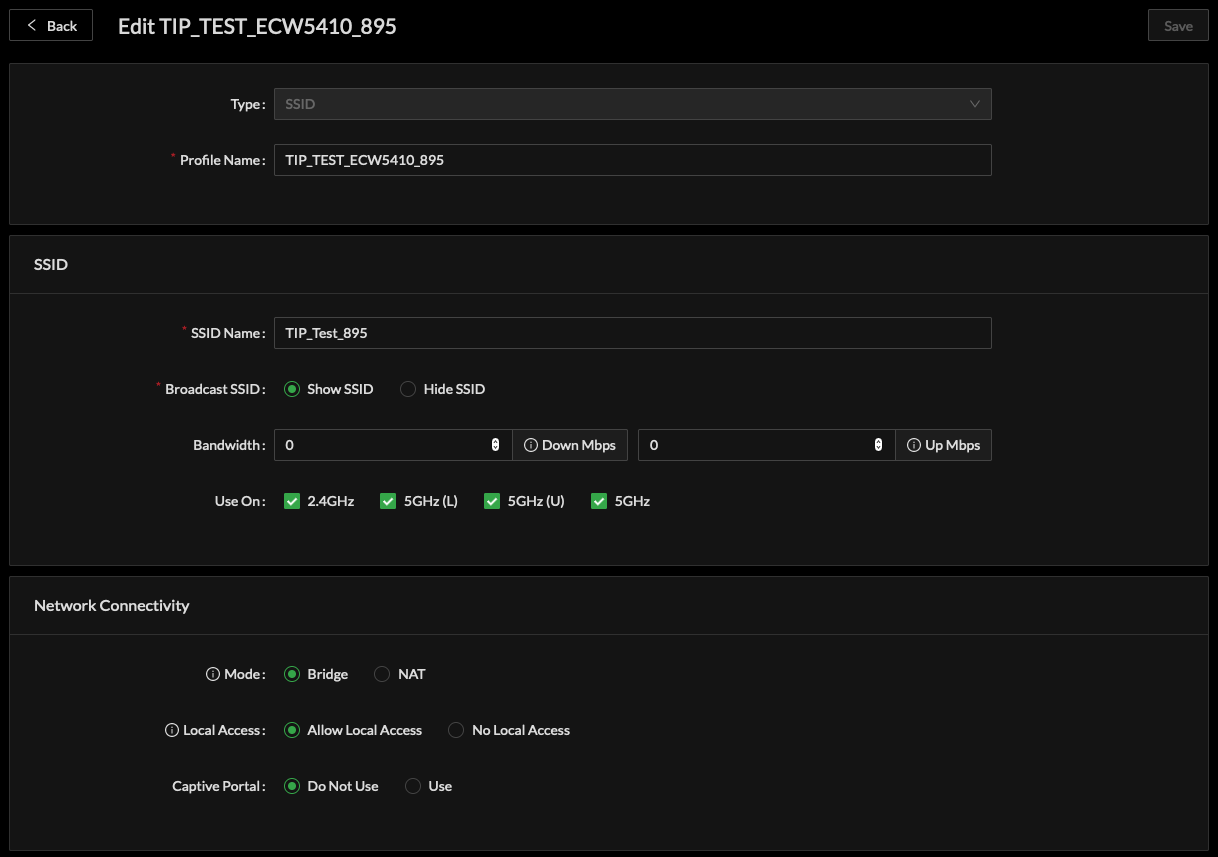 Back Edit TIP_TEST_ECW5410_895 Save
Type: SSID
* Profile Name: TIP_TEST_ECW5410_895
SSID
* SSID Name: TIP_Test_895
* Broadcast SSID: Show SSID Hide SSID
Bandwidth: 0 Down Mbps 0 Up Mbps
Use On: 2.4GHz 5GHz (L) 5GHz (U) 5GHz
Network Connectivity
Mode: Bridge NAT
Local Access: Allow Local Access No Local Access
Captive Portal: Do Not Use Use